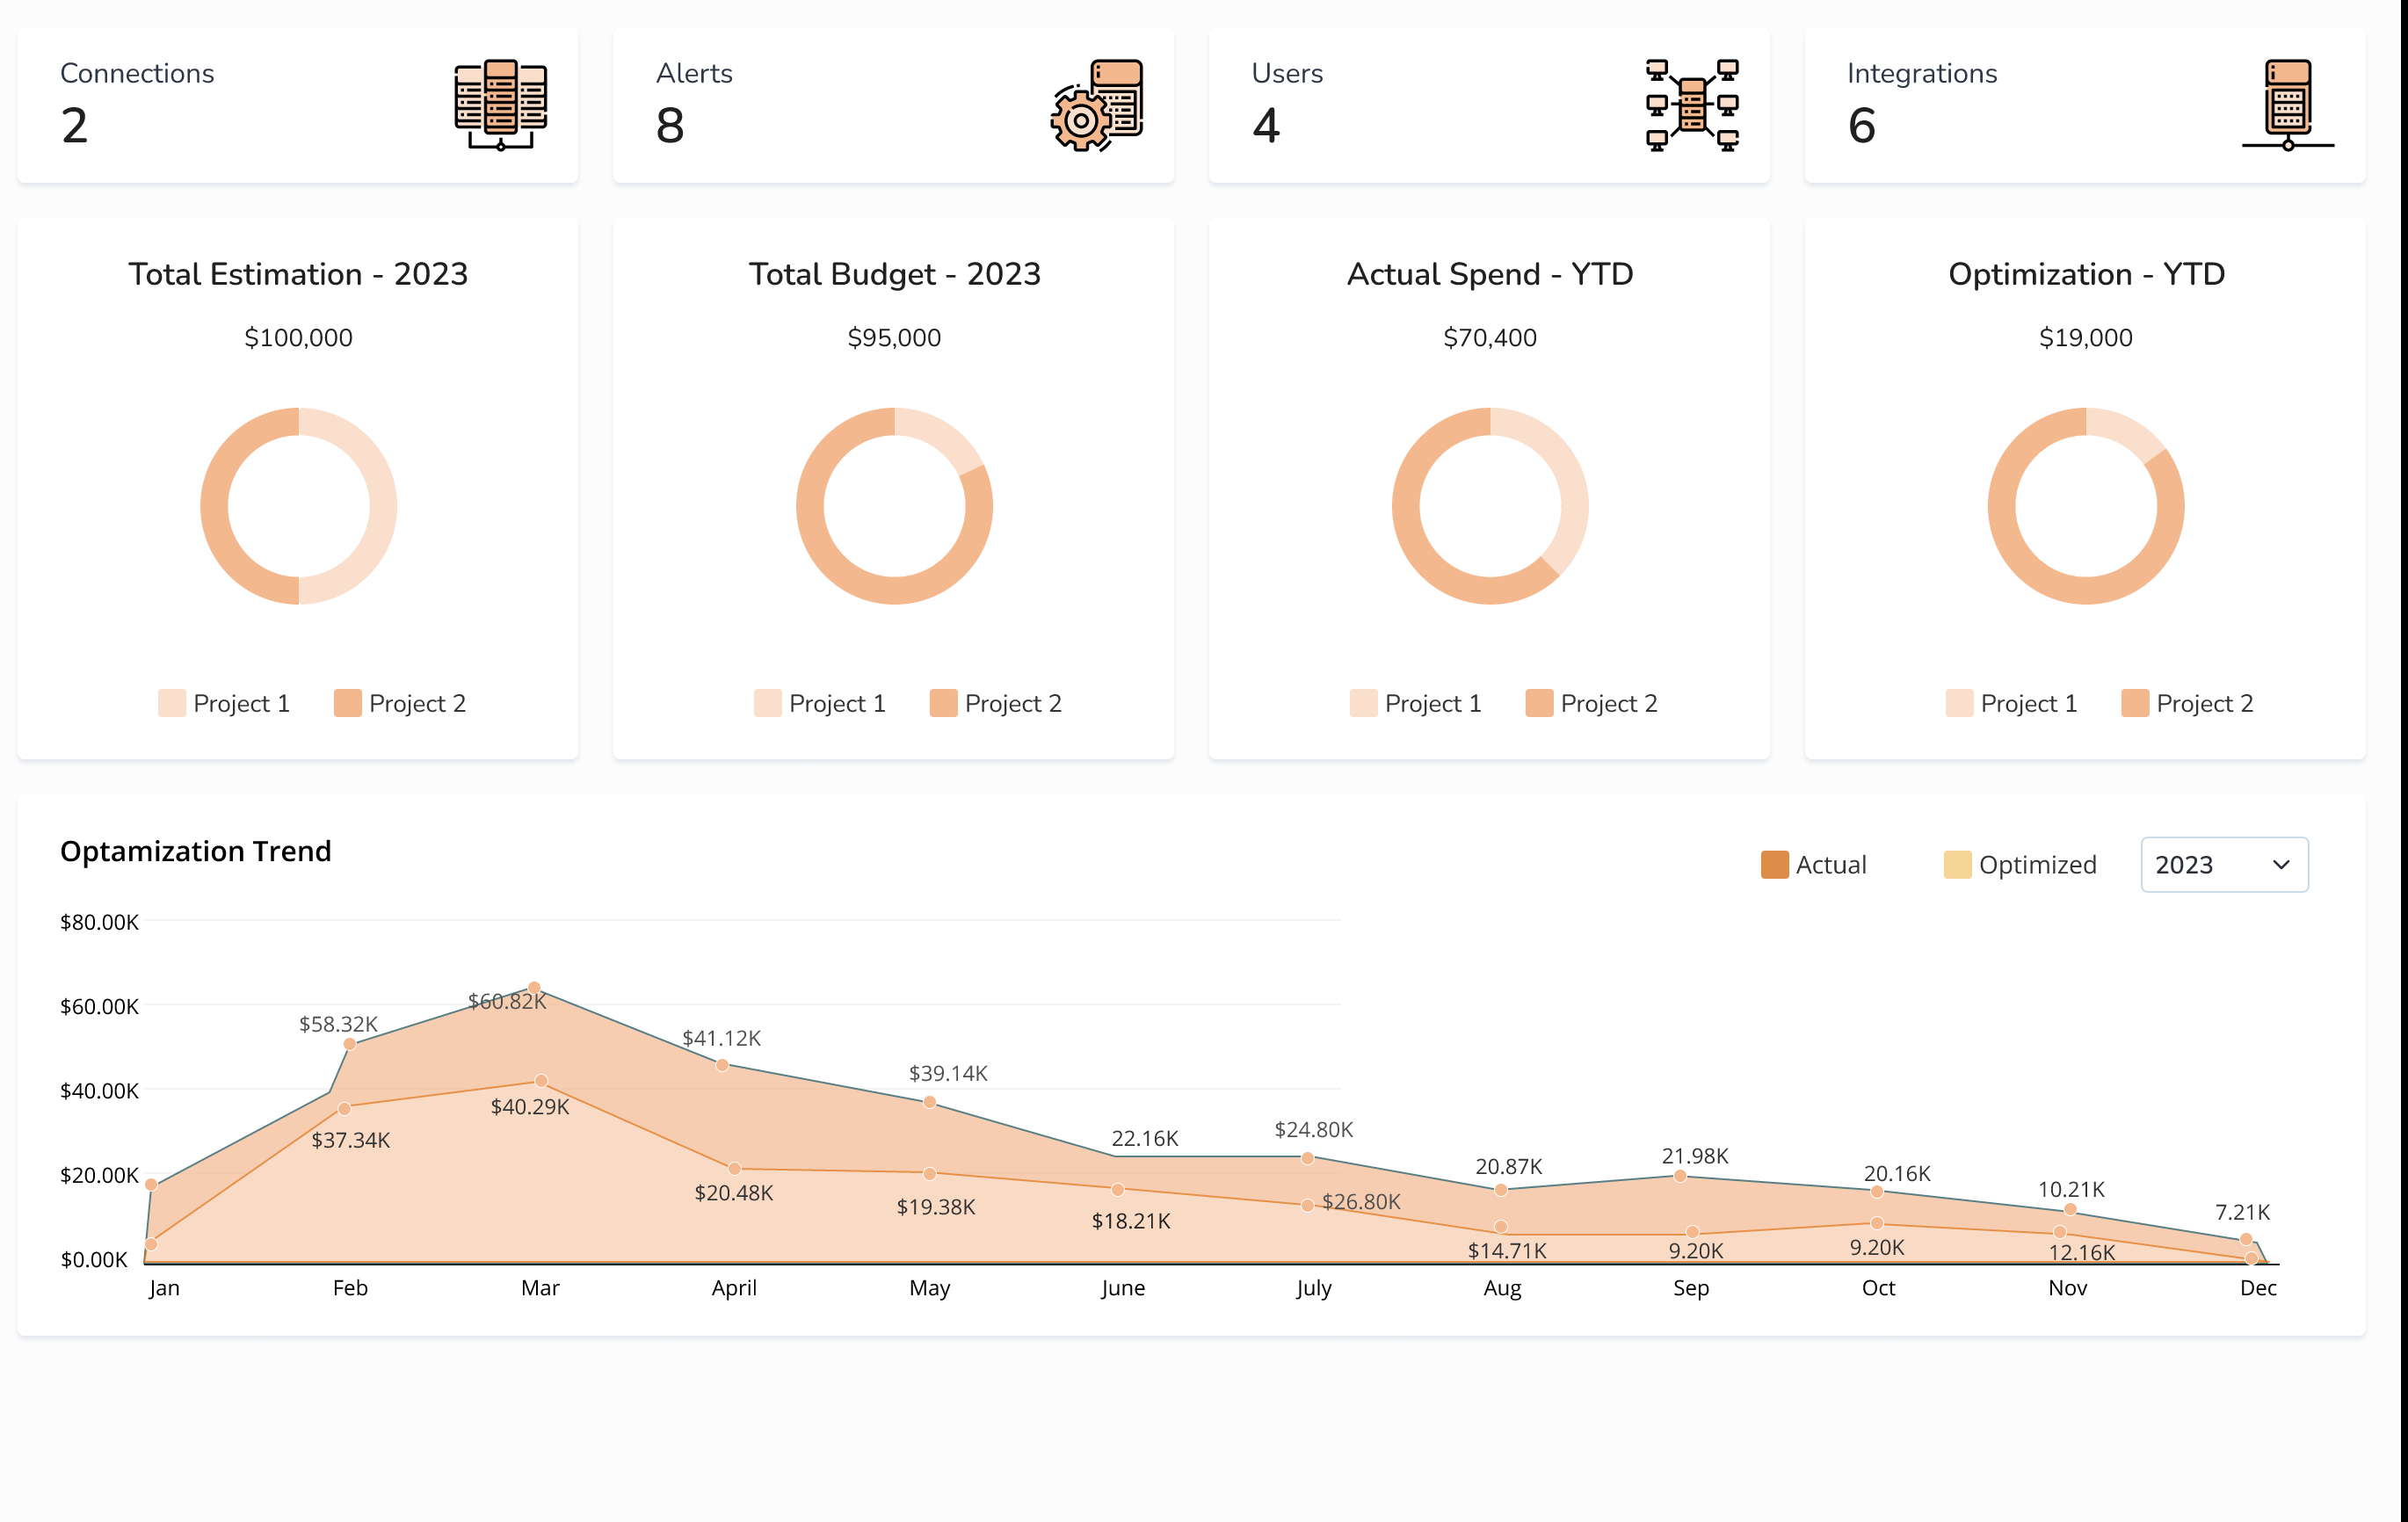 Connections
2
Alerts
8
Users
4
Integrations
6
Total Estimation - 2023
$100,000
Project 1
Project 2
Total Budget - 2023
$95,000
Project 1
Project 2
Actual Spend - YTD
$70,400
Project 1
Project 2
Optimization - YTD
$19,000
Project 1
Project 2
Optamization Trend
Actual
Optimized
2023
$80.00K
$60.00K
$40.00K
$20.00K
$0.00K
$58.32K
$60.82K
$41.12K
$39.14K
22.16K
$24.80K
20.87K
21.98K
20.16K
10.21K
7.21K
$37.34K
$40.29K
$20.48K
$19.38K
$18.21K
$26.80K
$14.71K
9.20K
9.20K
12.16K
Jan
Feb
Mar
April
May
June
July
Aug
Sep
Oct
Nov
Dec